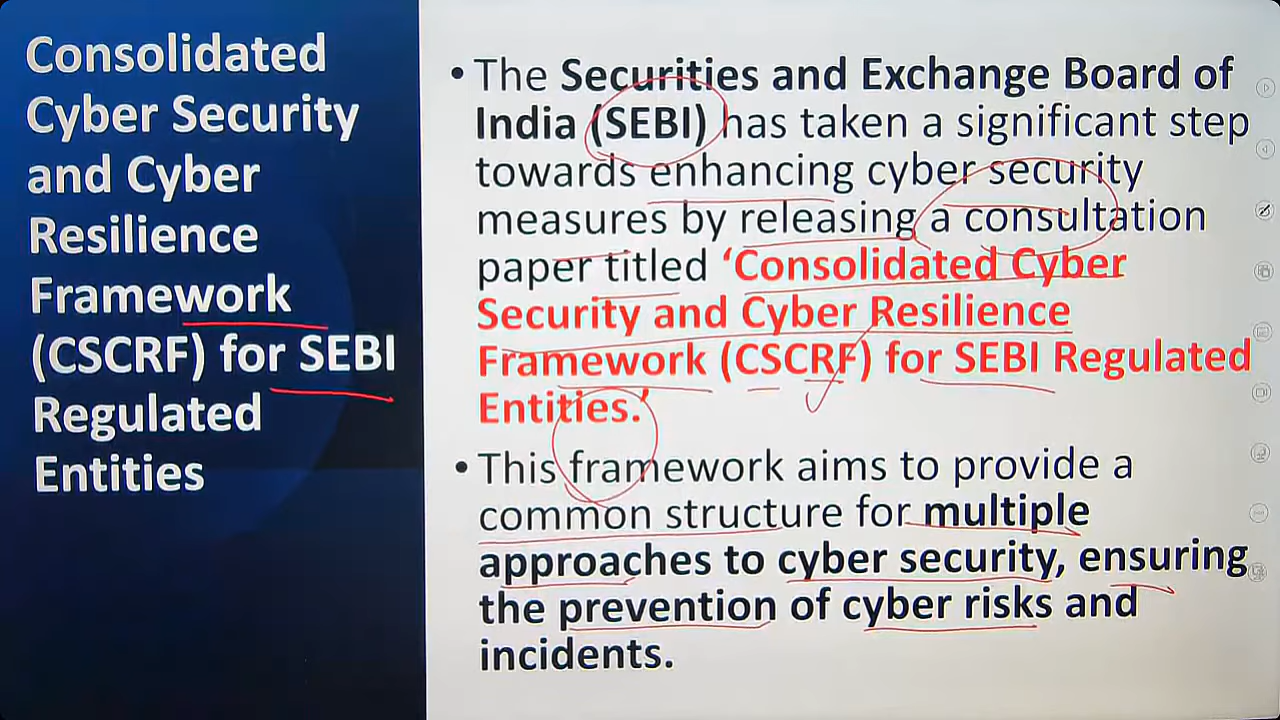 Consolidated
Cyber Security
and Cyber
Resilience
Framework
(CSCRF) for SEBI
Regulated
Entities
• The Securities and Exchange Board of
India (SEBI) has taken a significant step
towards enhancing cyber security
measures by releasing a consultation
paper titled ‘Consolidated Cyber
Security and Cyber Resilience
Framework (CSCRF) for SEBI Regulated
Entities.’
• This framework aims to provide a
common structure for multiple
approaches to cyber security, ensuring
the prevention of cyber risks and
incidents.